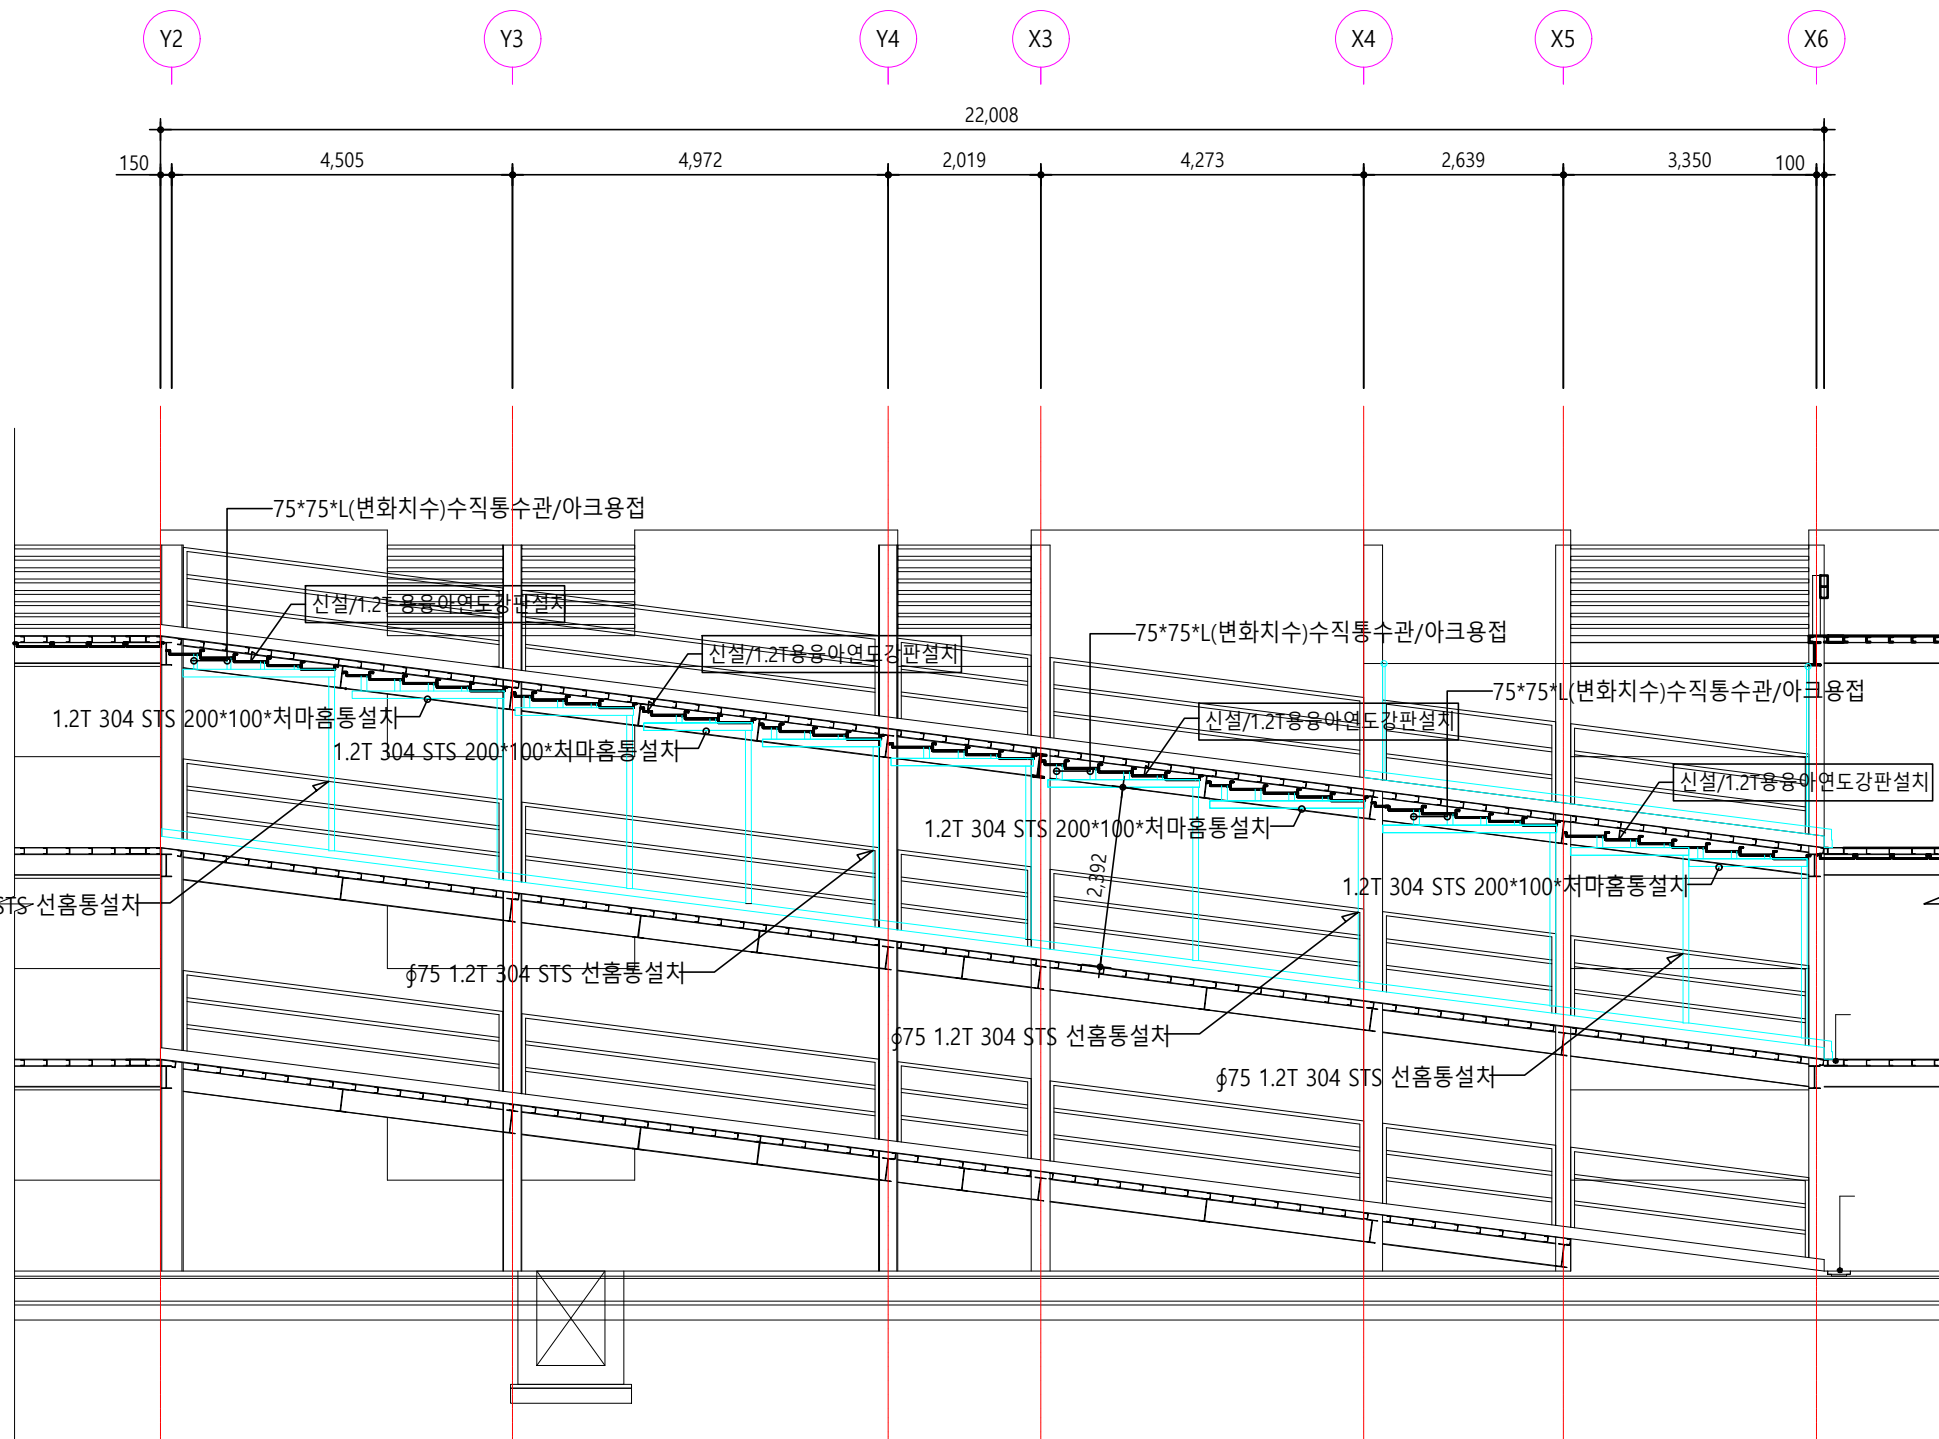 Y2 Y3 Y4 X3 X4 X5 X6
22,008
150 4,505 4,972 2,019 4,273 2,639 3,350 100
75*75*L(변화치수)수직통수관/아크용접
신설/1.2T용융아연도강판설치
75*75*L(변화치수)수직통수관/아크용접
신설/1.2T용융아연도강판설치
75*75*L(변화치수)수직통수관/아크용접
1.2T 304 STS 200*100*처마홈통설치
신설/1.2T용융아연도강판설치
1.2T 304 STS 200*100*처마홈통설치
신설/1.2T용융아연도강판설치
1.2T 304 STS 200*100*처마홈통설치
2,392
1.2T 304 STS 200*100*처마홈통설치
STS 선홈통설치
ϕ75 1.2T 304 STS 선홈통설치
ϕ75 1.2T 304 STS 선홈통설치
ϕ75 1.2T 304 STS 선홈통설치